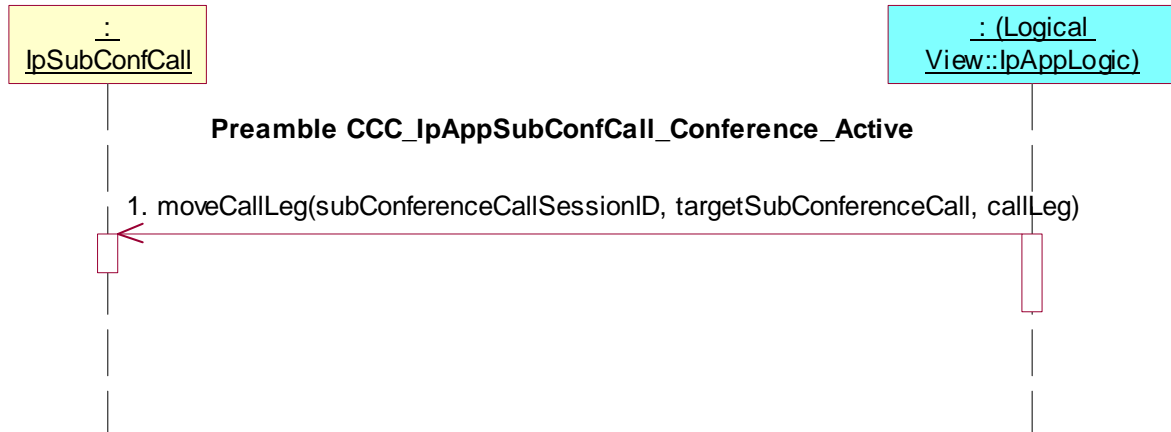 :
IpSubConfCall
: (Logical
View::IpAppLogic)
Preamble CCC_IpAppSubConfCall_Conference_Active
1. moveCallLeg(subConferenceCallSessionID, targetSubConferenceCall, callLeg)